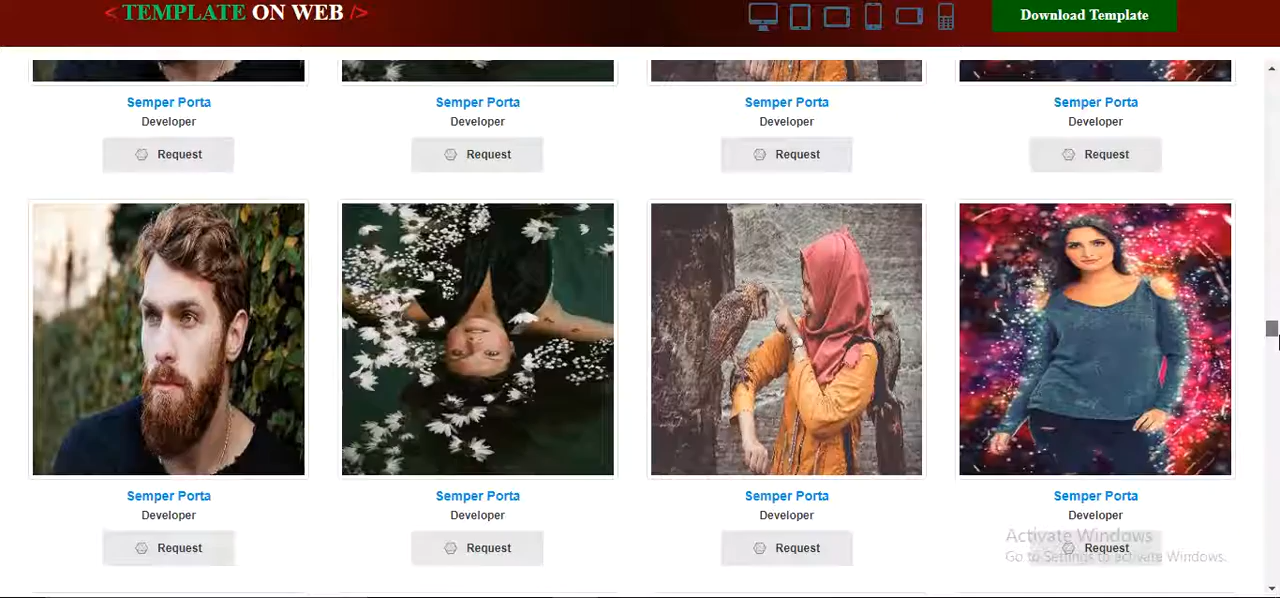 < TEMPLATE ON WEB />
Download Template
Semper Porta Semper Porta Semper Porta Semper Porta
Developer Developer Developer Developer
Request Request Request Request
Semper Porta Semper Porta Semper Porta Semper Porta
Developer Developer Developer Developer
Request Request Request Request
Activate Windows
Go to Settings to activate Windows.